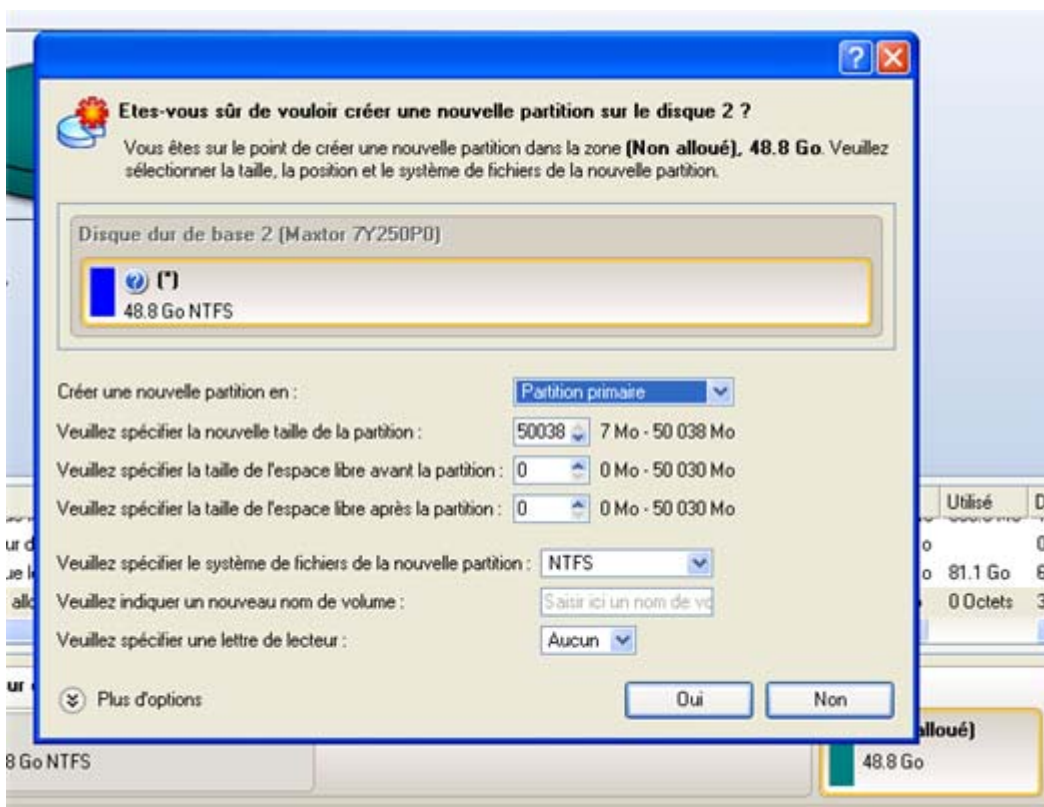 Etes-vous sûr de vouloir créer une nouvelle partition sur le disque 2 ?
Vous êtes sur le point de créer une nouvelle partition dans la zone (Non alloué), 48.8 Go. Veuillez
sélectionner la taille, la position et le système de fichiers de la nouvelle partition.
Disque dur de base 2 (Maxtor 7Y250P0)
(*)
48.8 Go NTFS
Créer une nouvelle partition en : Partition primaire
Veuillez spécifier la nouvelle taille de la partition : 50038 7 Mo - 50 038 Mo
Veuillez spécifier la taille de l'espace libre avant la partition : 0 0 Mo - 50 030 Mo
Veuillez spécifier la taille de l'espace libre après la partition : 0 0 Mo - 50 030 Mo
Utilisé D
Veuillez spécifier le système de fichiers de la nouvelle partition : NTFS
81.1 Go 6
Veuillez indiquer un nouveau nom de volume : Saisir ici un nom de vo
0 Octets 3
Veuillez spécifier une lettre de lecteur : Aucun
Plus d'options Oui Non
alloué)
8 Go NTFS
48.8 Go